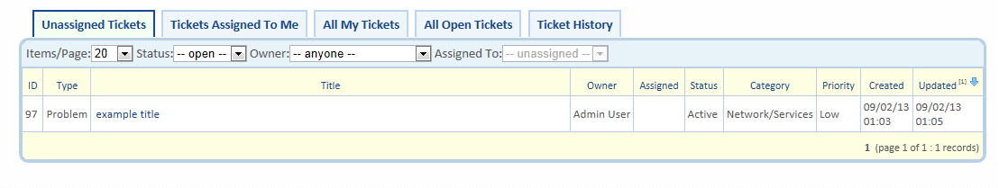 Unassigned Tickets Tickets Assigned To Me All My Tickets All Open Tickets Ticket History
Items/Page: 20 Status: -- open -- Owner: -- anyone -- Assigned To: -- unassigned --
ID Type Title Owner Assigned Status Category Priority Created Updated [1]
97 Problem example title Admin User Active Network/Services Low 09/02/13 01:03 09/02/13 01:05
1 (page 1 of 1 : 1 records)